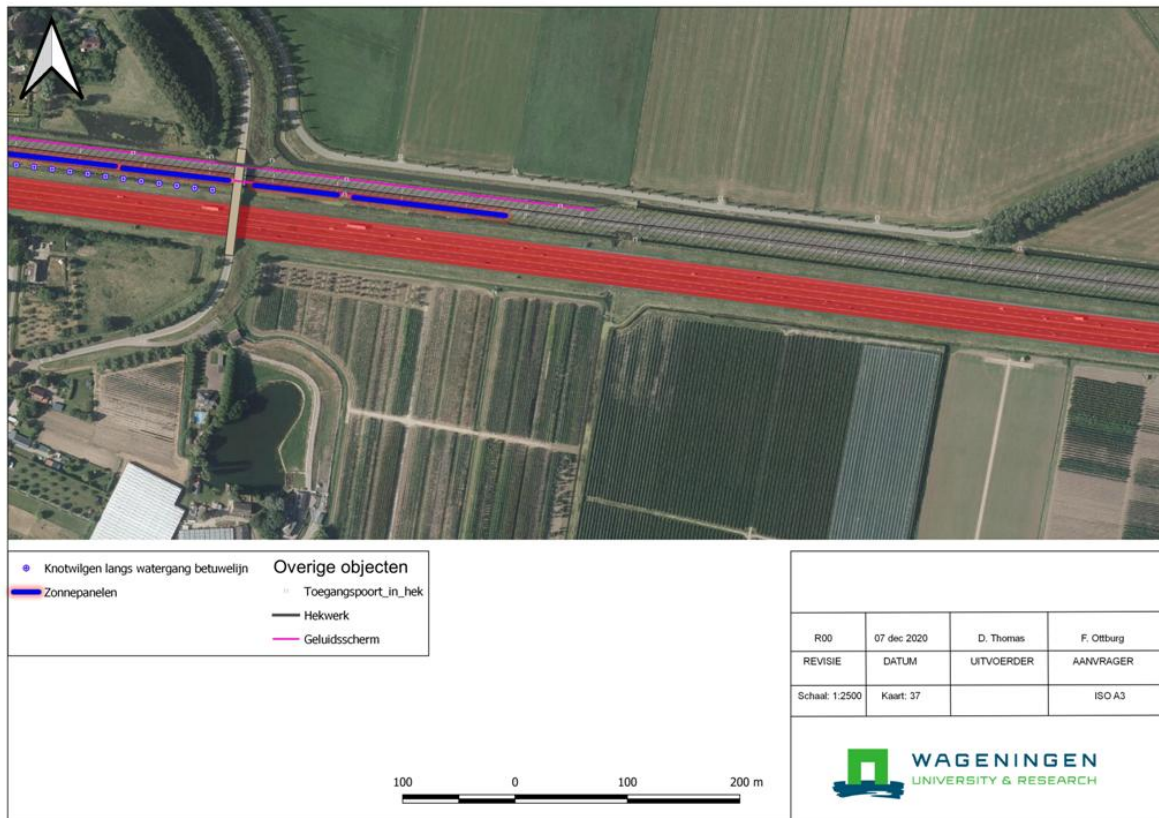 Knotwilgen langs watergang betuwelijn
Zonnepanelen
Overige objecten
Toegangspoort_in_hek
Hekwerk
Geluidsscherm
100 0 100 200 m
R00 07 dec 2020 D. Thomas F. Ottburg
REVISIE DATUM UITVOERDER AANVRAGER
Schaal: 1:2500 Kaart: 37 ISO A3
WAGENINGEN
UNIVERSITY & RESEARCH